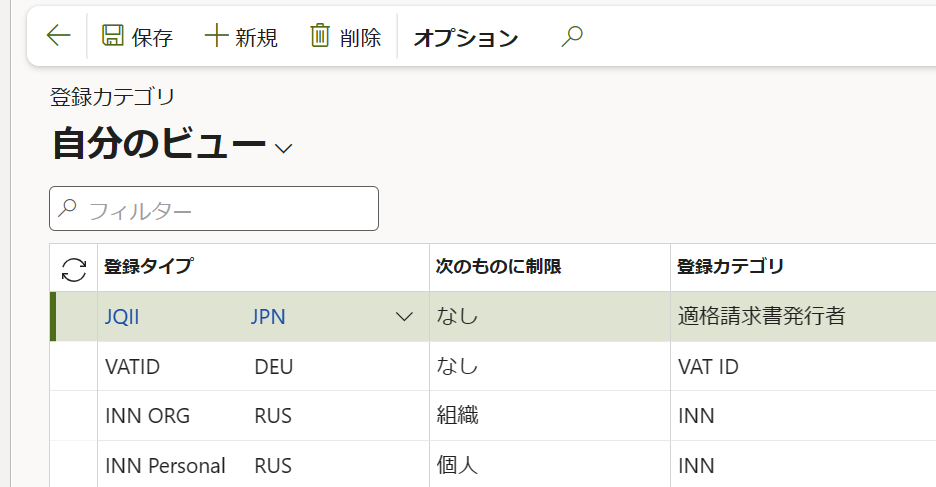 保存 新規 削除 オプション
登録カテゴリ
自分のビュー
フィルター
登録タイプ 次のものに制限 登録カテゴリ
JQII JPN なし 適格請求書発行者
VATID DEU なし VAT ID
INN ORG RUS 組織 INN
INN Personal RUS 個人 INN